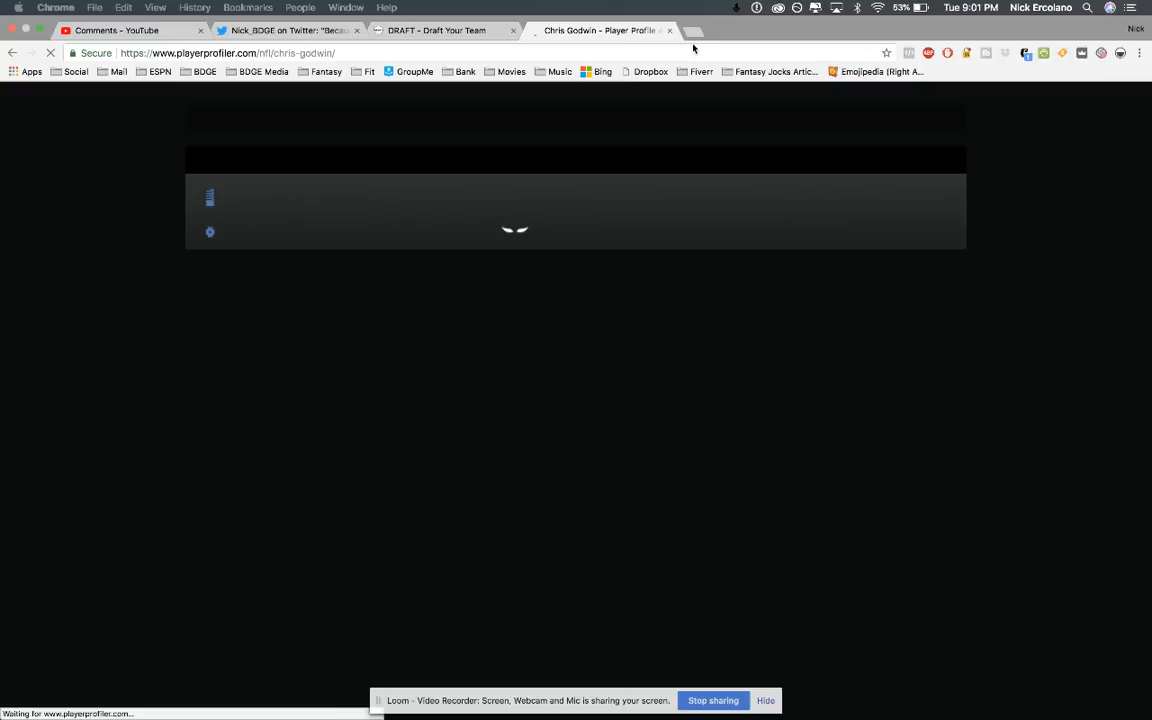 Chrome File Edit View History Bookmarks People Window Help 53% Tue 9:01 PM Nick Ercolano
Comments - YouTube Nick_BDGE on Twitter: "Becau DRAFT - Draft Your Team Chris Godwin - Player Profile A Nick
Secure https://www.playerprofiler.com/nfl/chris-godwin/
Apps Social Mail ESPN BDGE BDGE Media Fantasy Fit GroupMe Bank Movies Music Bing Dropbox Fiverr Fantasy Jocks Artic... Emojipedia (Right A...
Loom - Video Recorder: Screen, Webcam and Mic is sharing your screen. Stop sharing Hide
Waiting for www.playerprofiler.com...